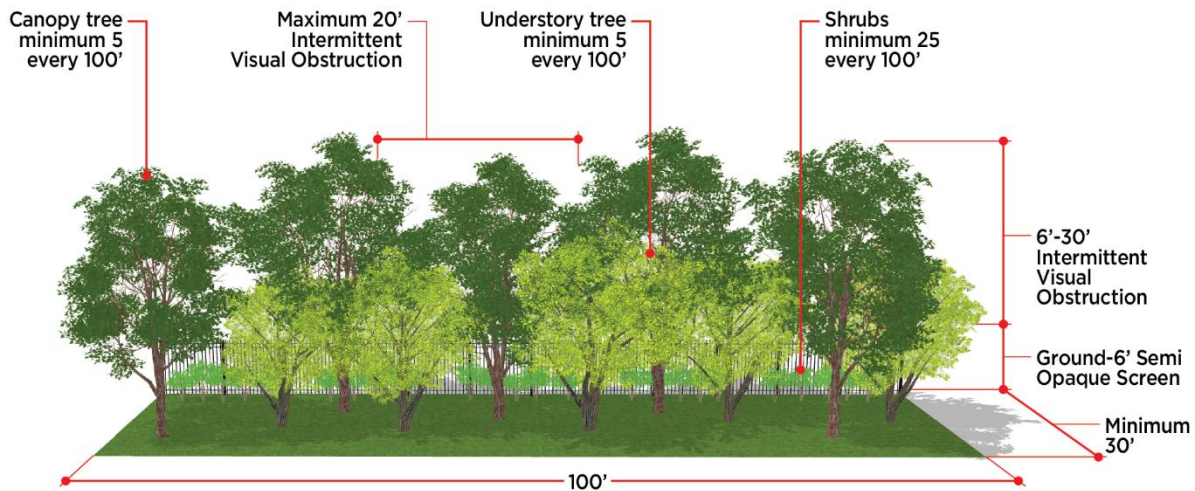 Canopy tree
minimum 5
every 100’
Maximum 20’
Intermittent
Visual Obstruction
Understory tree
minimum 5
every 100’
Shrubs
minimum 25
every 100’
6’-30’
Intermittent
Visual
Obstruction
Ground-6’ Semi
Opaque Screen
Minimum
30’
100’